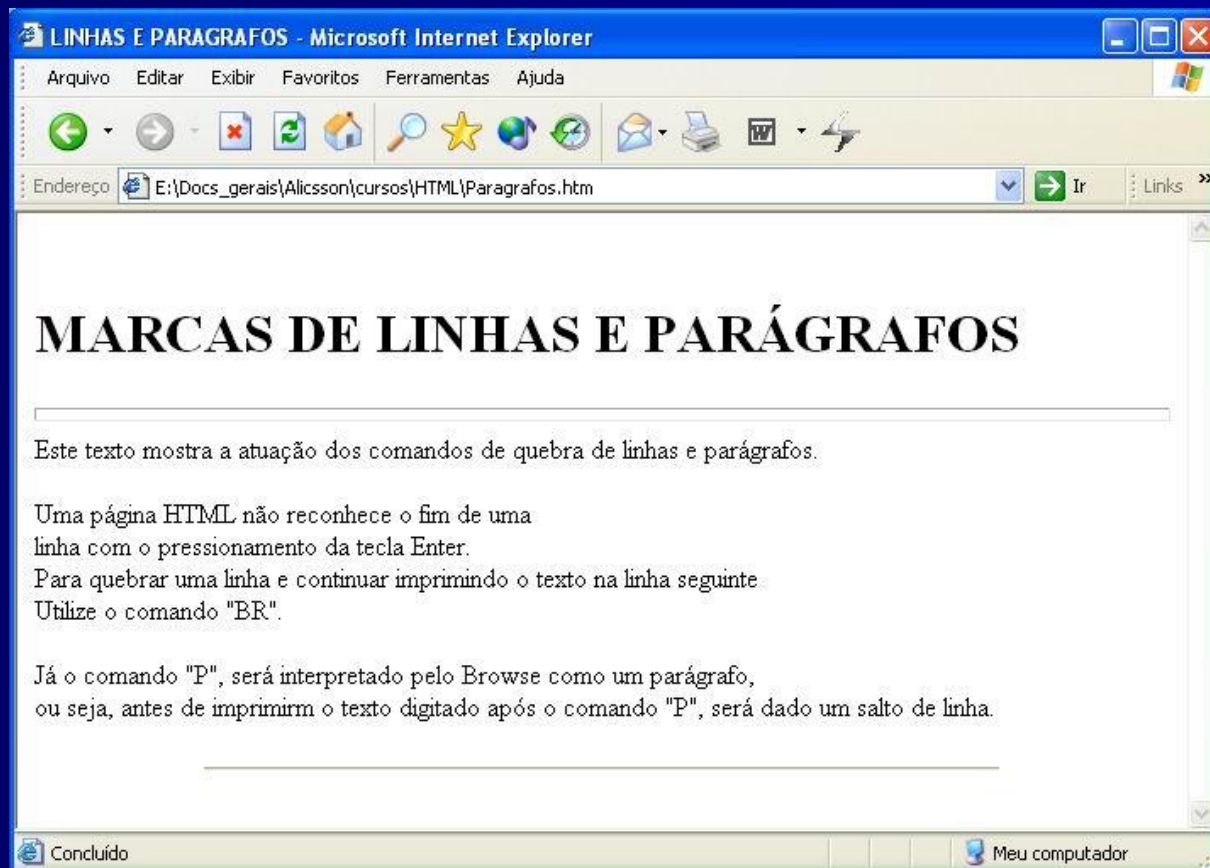 LINHAS E PARAGRAFOS - Microsoft Internet Explorer
Arquivo Editar Exibir Favoritos Ferramentas Ajuda
W
Endereço E:\Docs_gerais\Alicsson\cursos\HTML\Paragrafos.htm Ir Links »
MARCAS DE LINHAS E PARÁGRAFOS
Este texto mostra a atuação dos comandos de quebra de linhas e parágrafos.
Uma página HTML não reconhece o fim de uma
linha com o pressionamento da tecla Enter.
Para quebrar uma linha e continuar imprimindo o texto na linha seguinte
Utilize o comando "BR".
Já o comando "P", será interpretado pelo Browse como um parágrafo,
ou seja, antes de imprimirm o texto digitado após o comando "P", será dado um salto de linha.
Concluído Meu computador